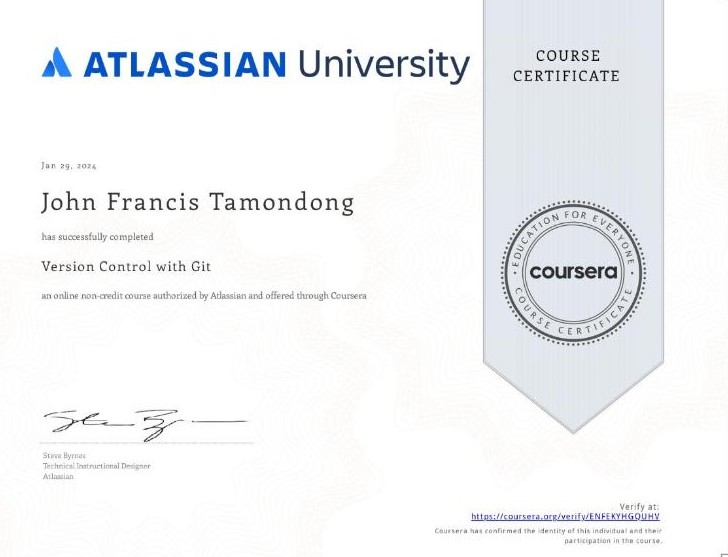 ATLASSIAN University
COURSE
CERTIFICATE
Jan 29, 2024
John Francis Tamondong
has successfully completed
Version Control with Git
an online non-credit course authorized by Atlassian and offered through Coursera
EDUCATION FOR EVERYONE
coursera
COURSE CERTIFICATE
Steve Byrnes
Technical Instructional Designer
Atlassian
Verify at:
https://coursera.org/verify/ENFEKYHGQUHV
Coursera has confirmed the identity of this individual and their
participation in the course.